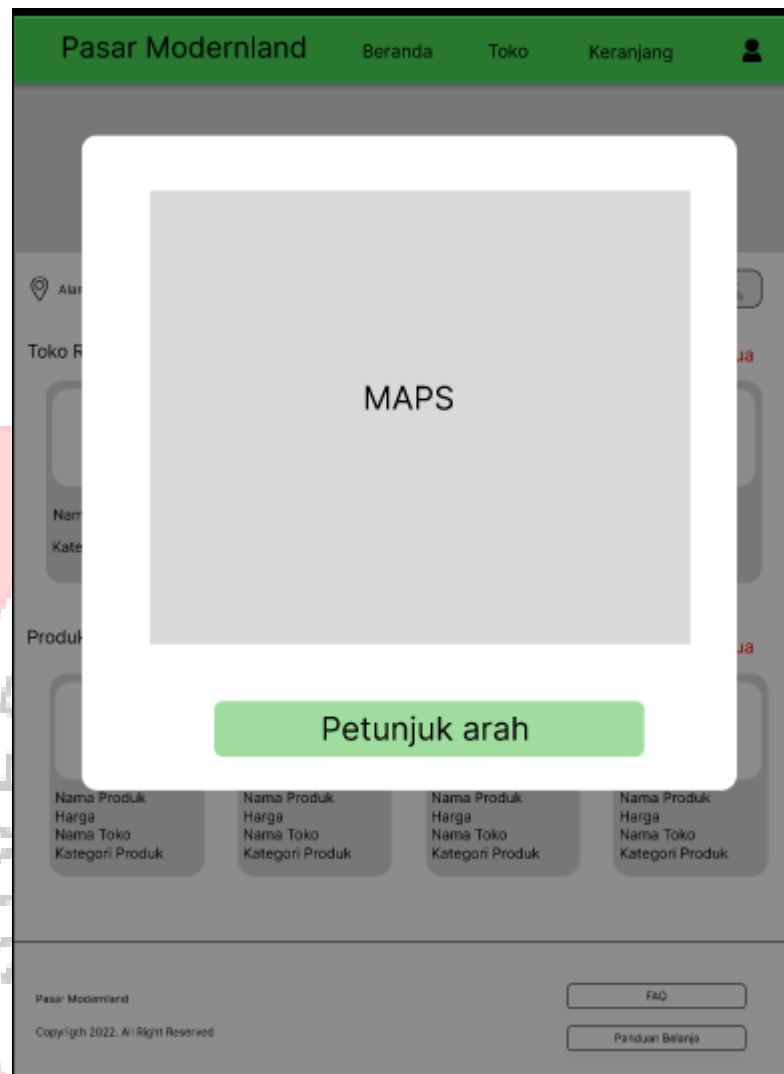 Pasar Modernland
Beranda
Toko
Keranjang
Toko
MAPS
Petunjuk arah
Nama Produk
Harga
Nama Toko
Kategori Produk
Nama Produk
Harga
Nama Toko
Kategori Produk
Nama Produk
Harga
Nama Toko
Kategori Produk
Nama Produk
Harga
Nama Toko
Kategori Produk
Pasar Modernland
Copyrigth 2022. All Right Reserved
FAQ
Panduan Belanja